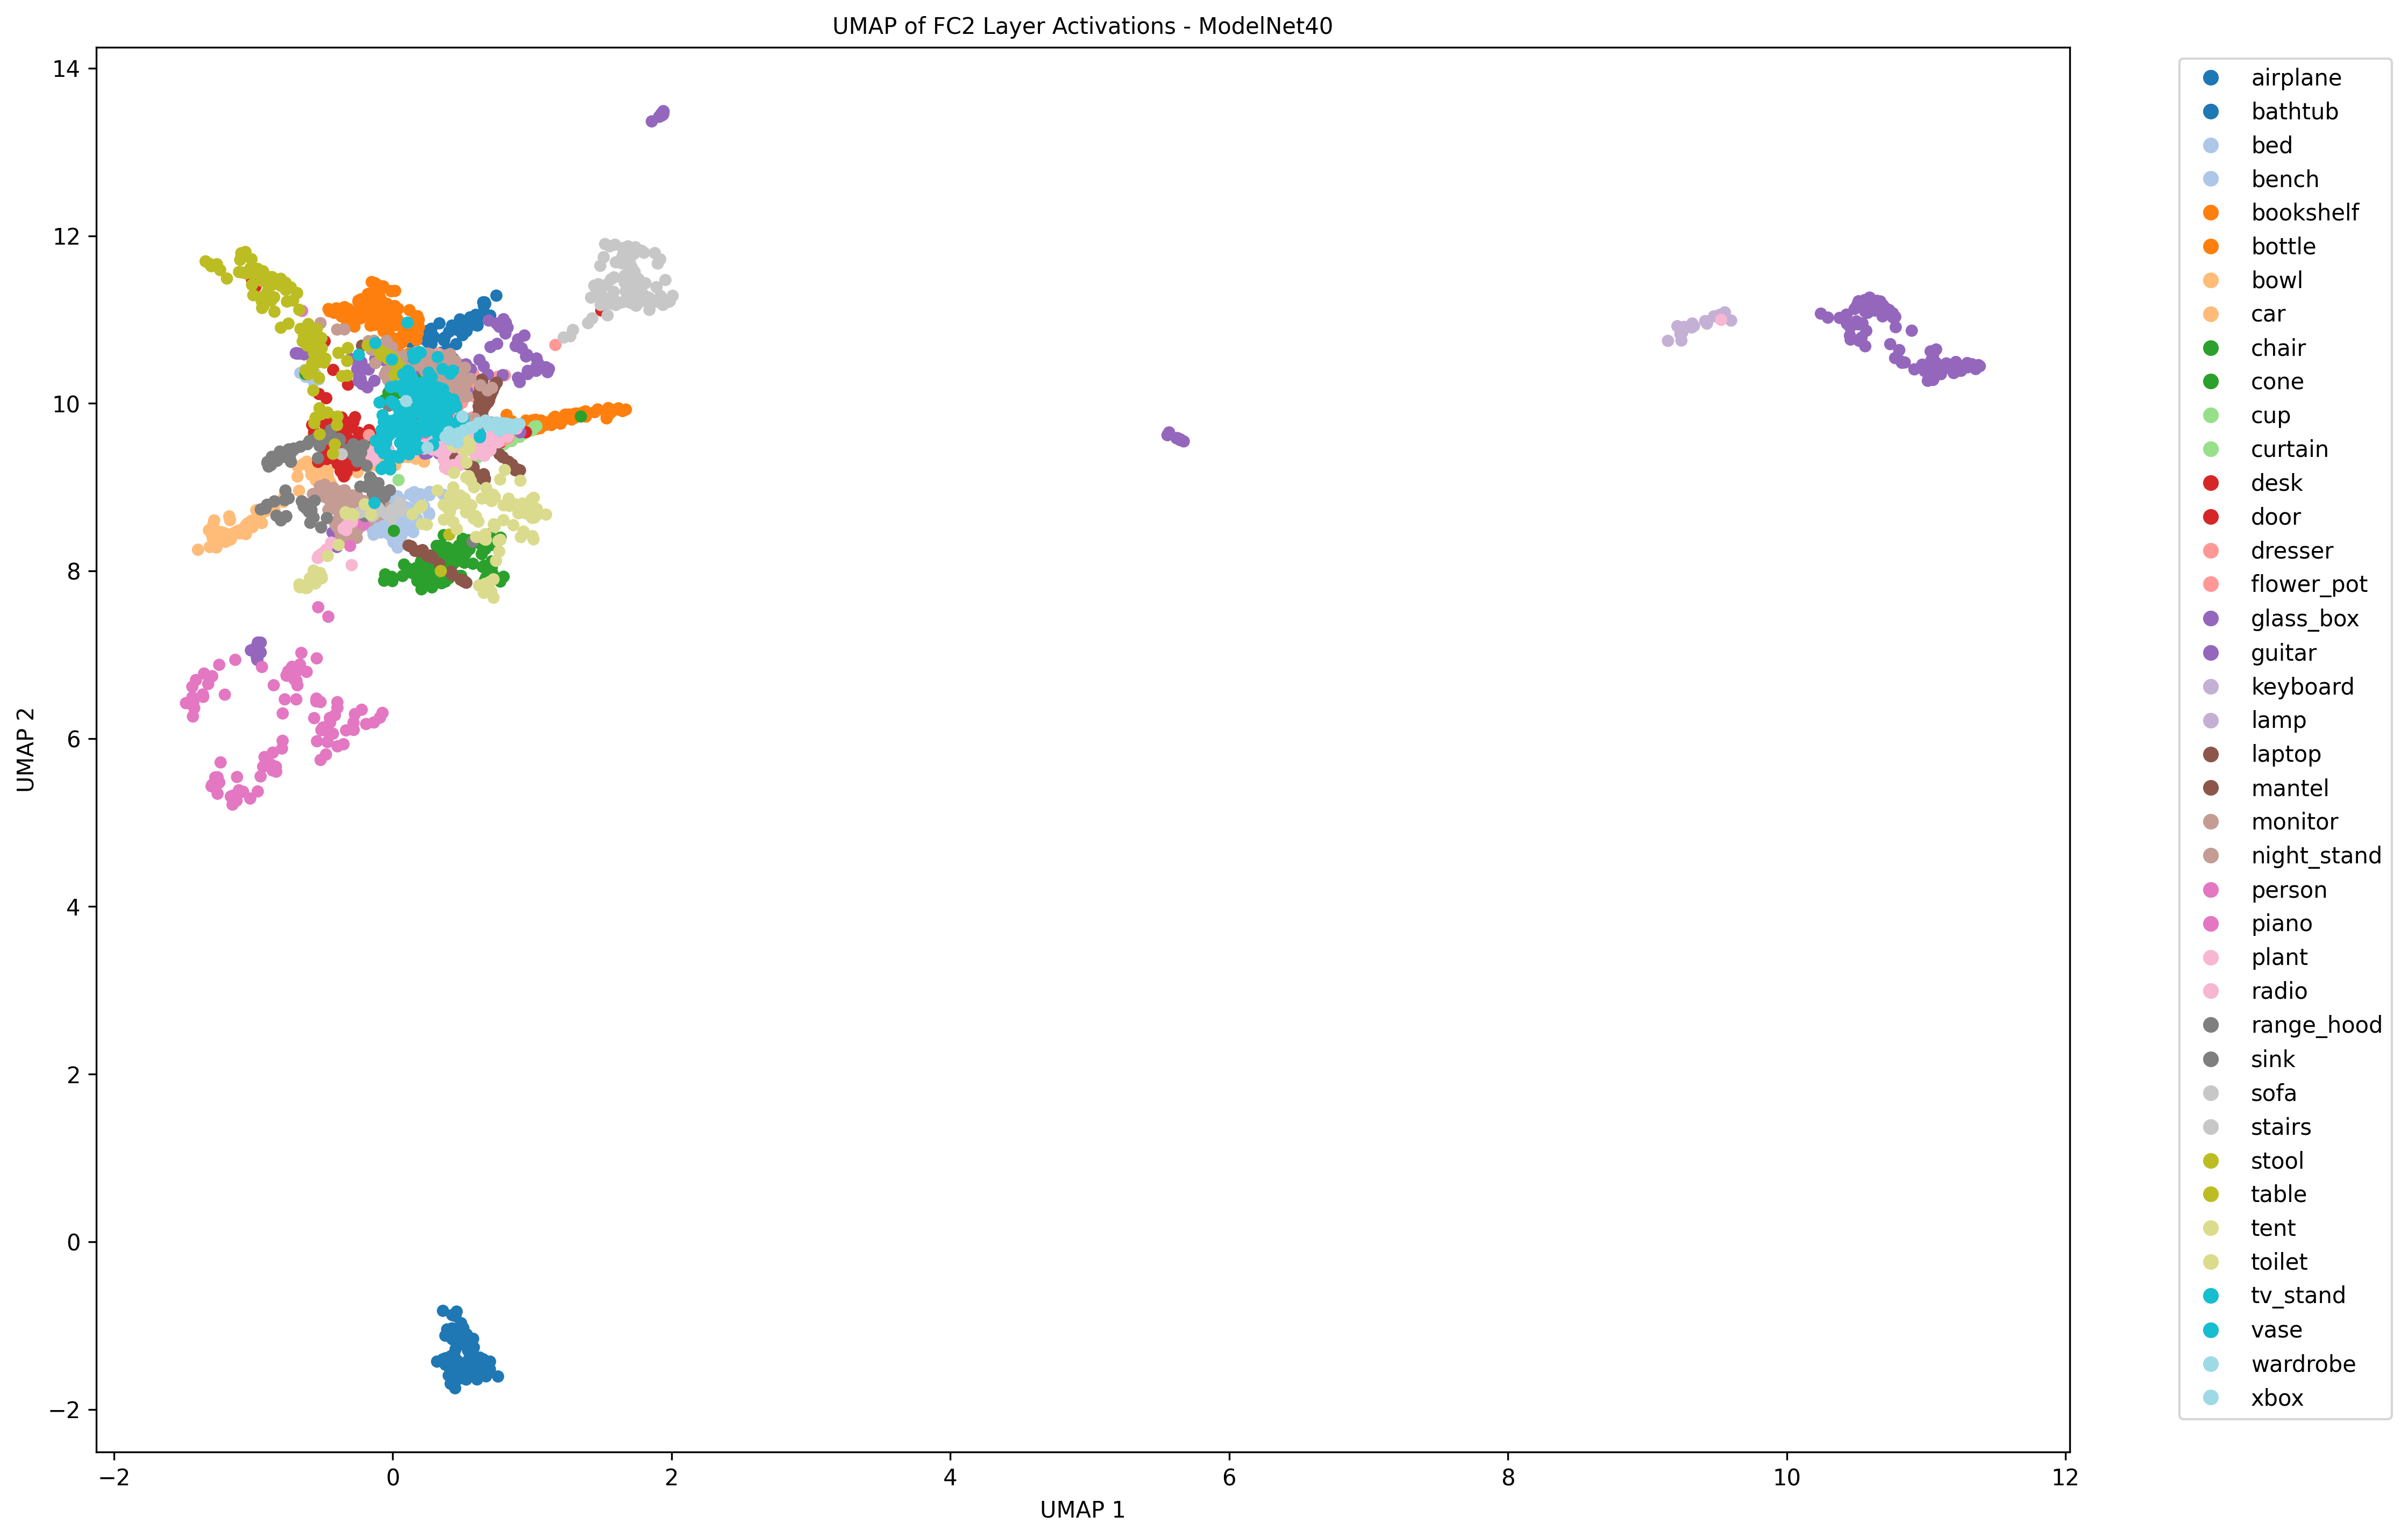 UMAP of FC2 Layer Activations - ModelNet40
14
12
10
8
6
4
2
0
−2
UMAP 2
−2
0
2
4
6
8
10
12
UMAP 1
airplane
bathtub
bed
bench
bookshelf
bottle
bowl
car
chair
cone
cup
curtain
desk
door
dresser
flower_pot
glass_box
guitar
keyboard
lamp
laptop
mantel
monitor
night_stand
person
piano
plant
radio
range_hood
sink
sofa
stairs
stool
table
tent
toilet
tv_stand
vase
wardrobe
xbox